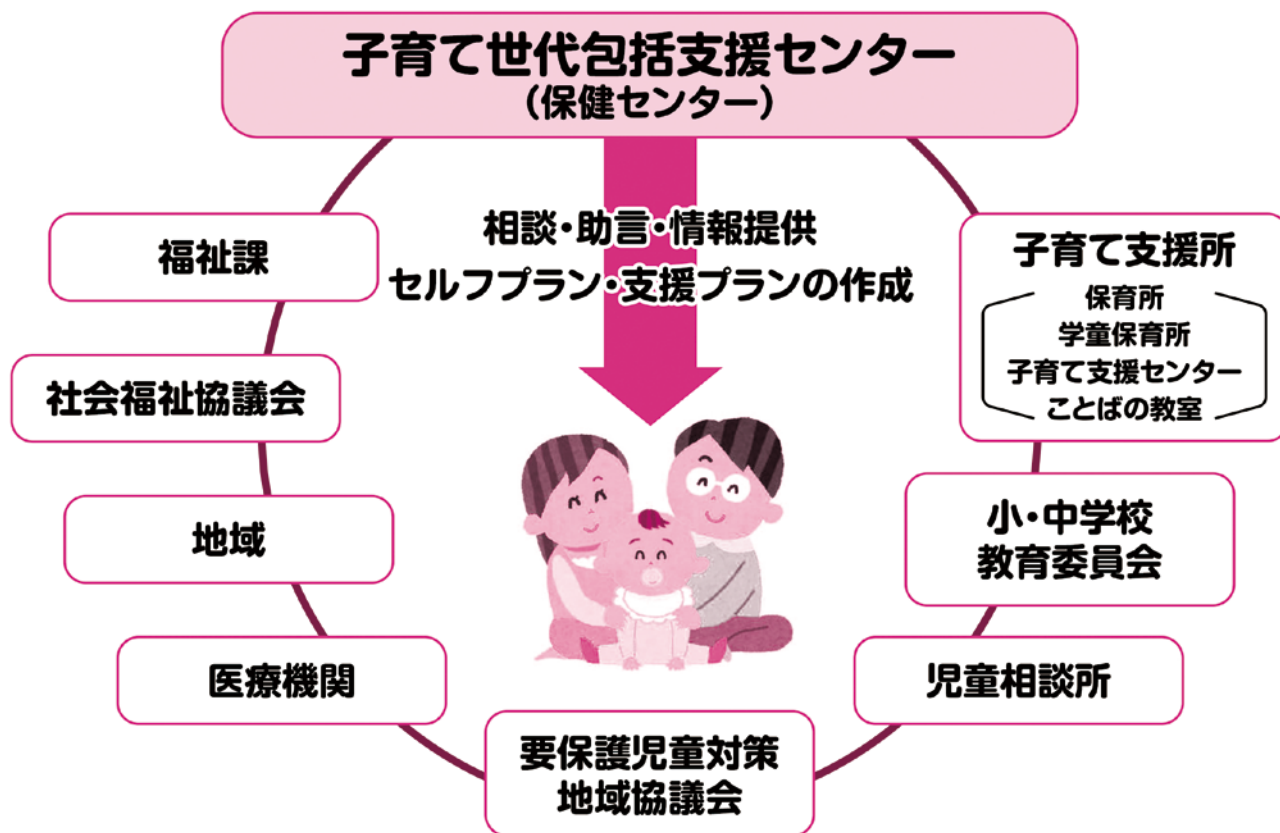 子育て世代包括支援センター
(保健センター)
相談・助言・情報提供
セルフプラン・支援プランの作成
福祉課
社会福祉協議会
地域
医療機関
要保護児童対策
地域協議会
子育て支援所
保育所
学童保育所
子育て支援センター
ことばの教室
小・中学校
教育委員会
児童相談所